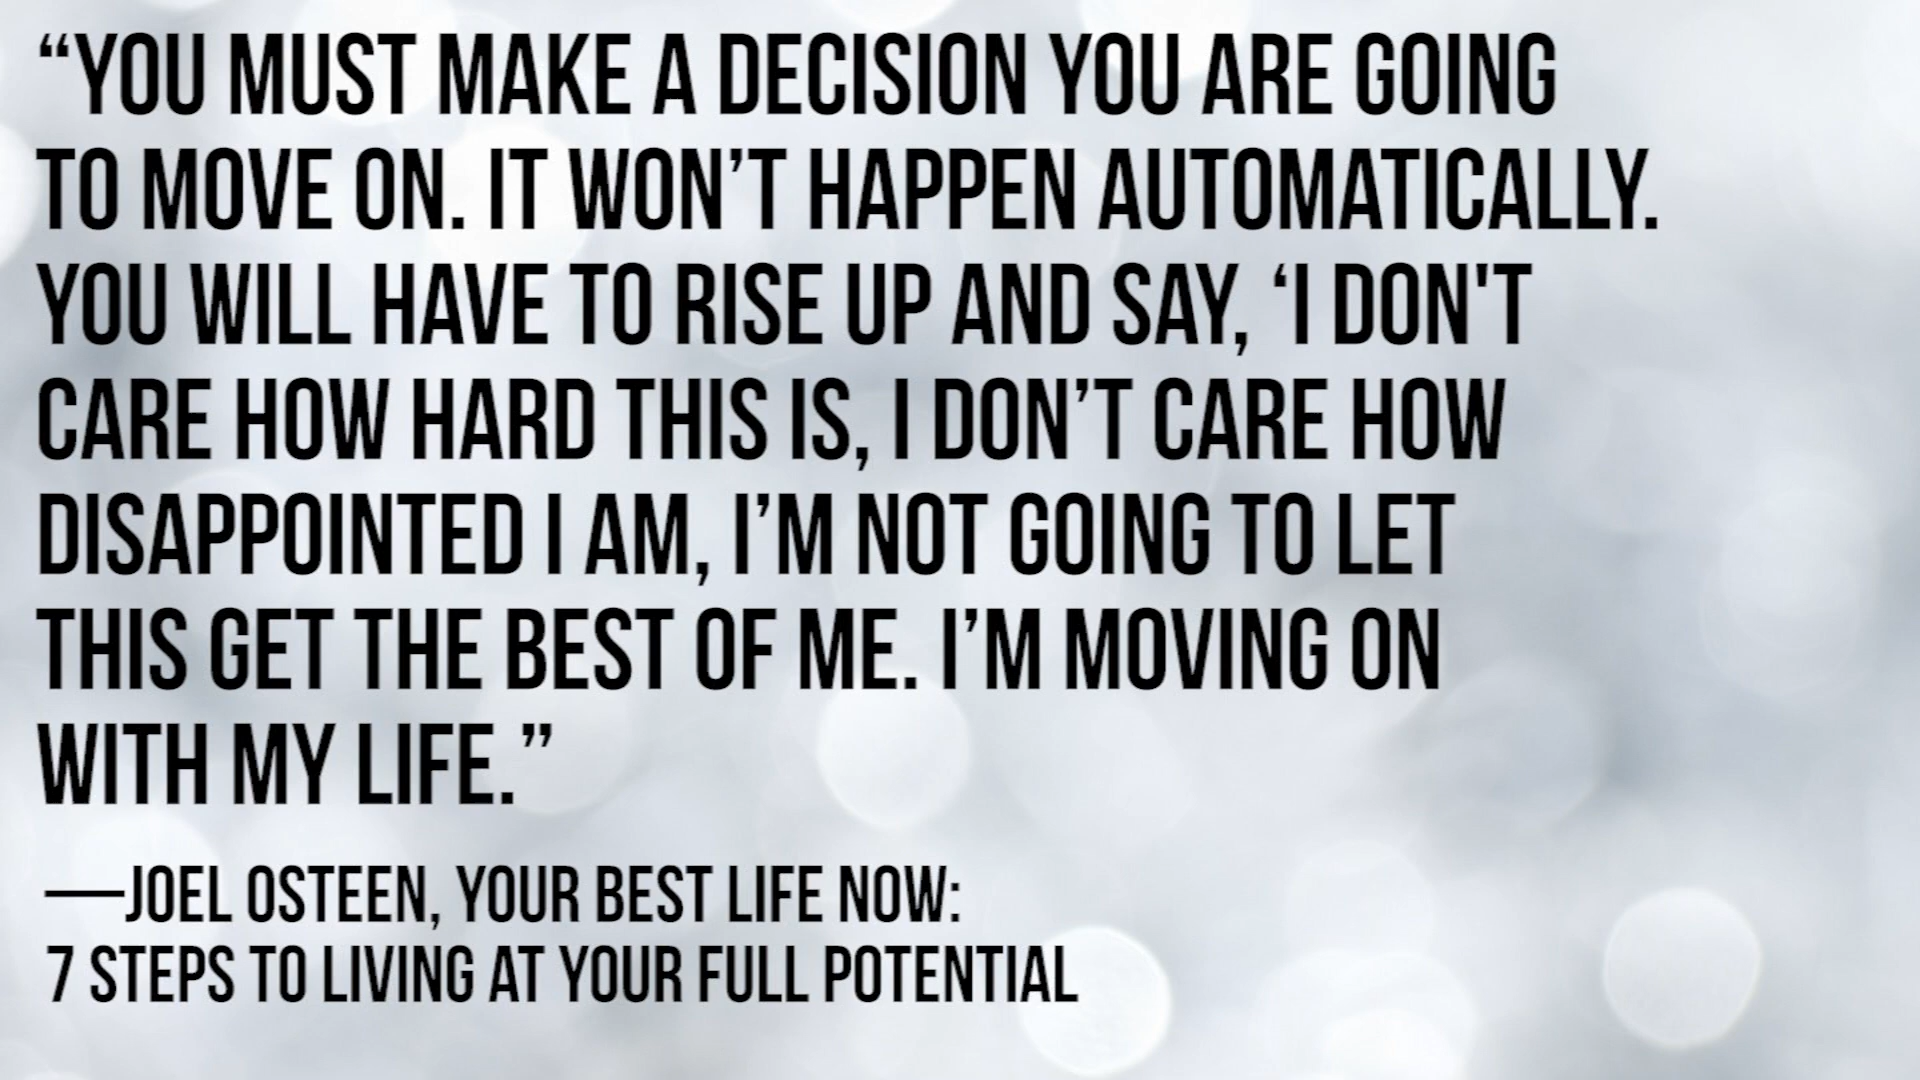 “YOU MUST MAKE A DECISION YOU ARE GOING
TO MOVE ON. IT WON’T HAPPEN AUTOMATICALLY.
YOU WILL HAVE TO RISE UP AND SAY, ‘I DON'T
CARE HOW HARD THIS IS, I DON’T CARE HOW
DISAPPOINTED I AM, I’M NOT GOING TO LET
THIS GET THE BEST OF ME. I’M MOVING ON
WITH MY LIFE.”
—JOEL OSTEEN, YOUR BEST LIFE NOW:
7 STEPS TO LIVING AT YOUR FULL POTENTIAL